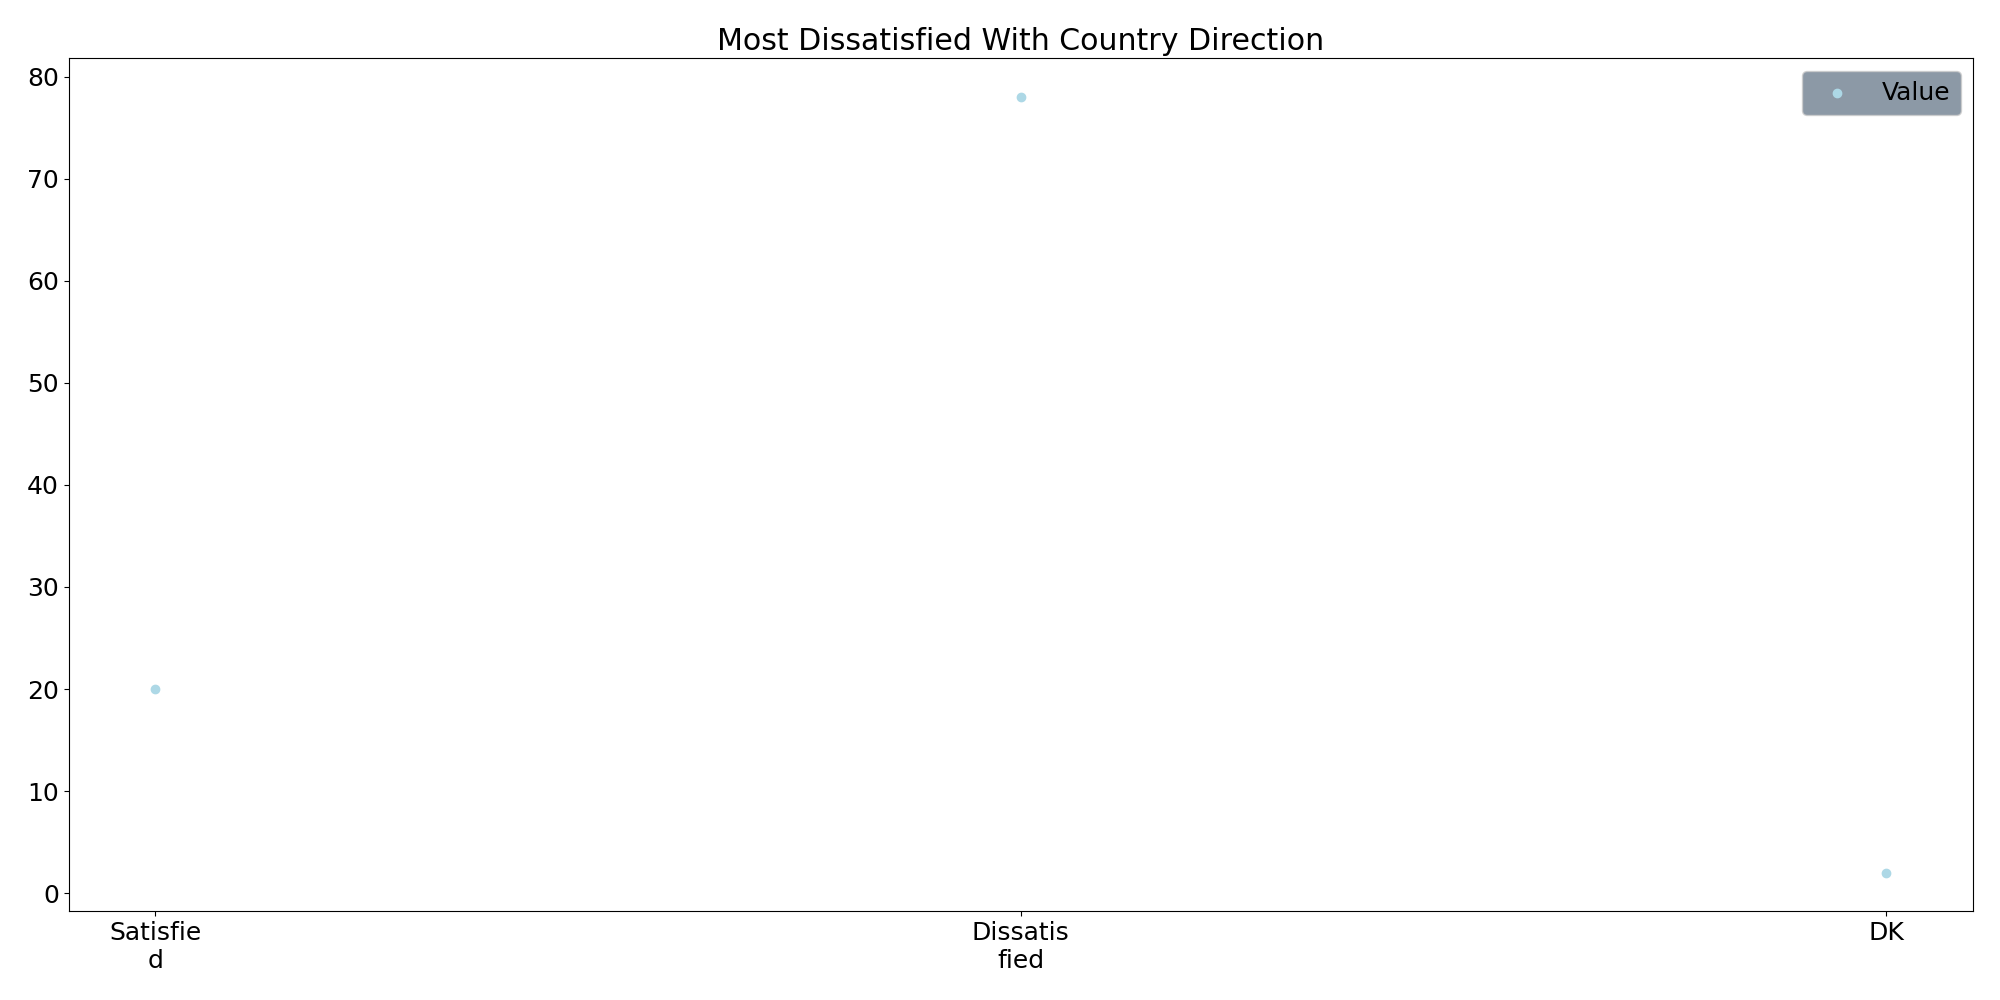 Most Dissatisfied With Country Direction
Value
80
70
60
50
40
30
20
10
0
Satisfie
d
Dissatis
fied
DK